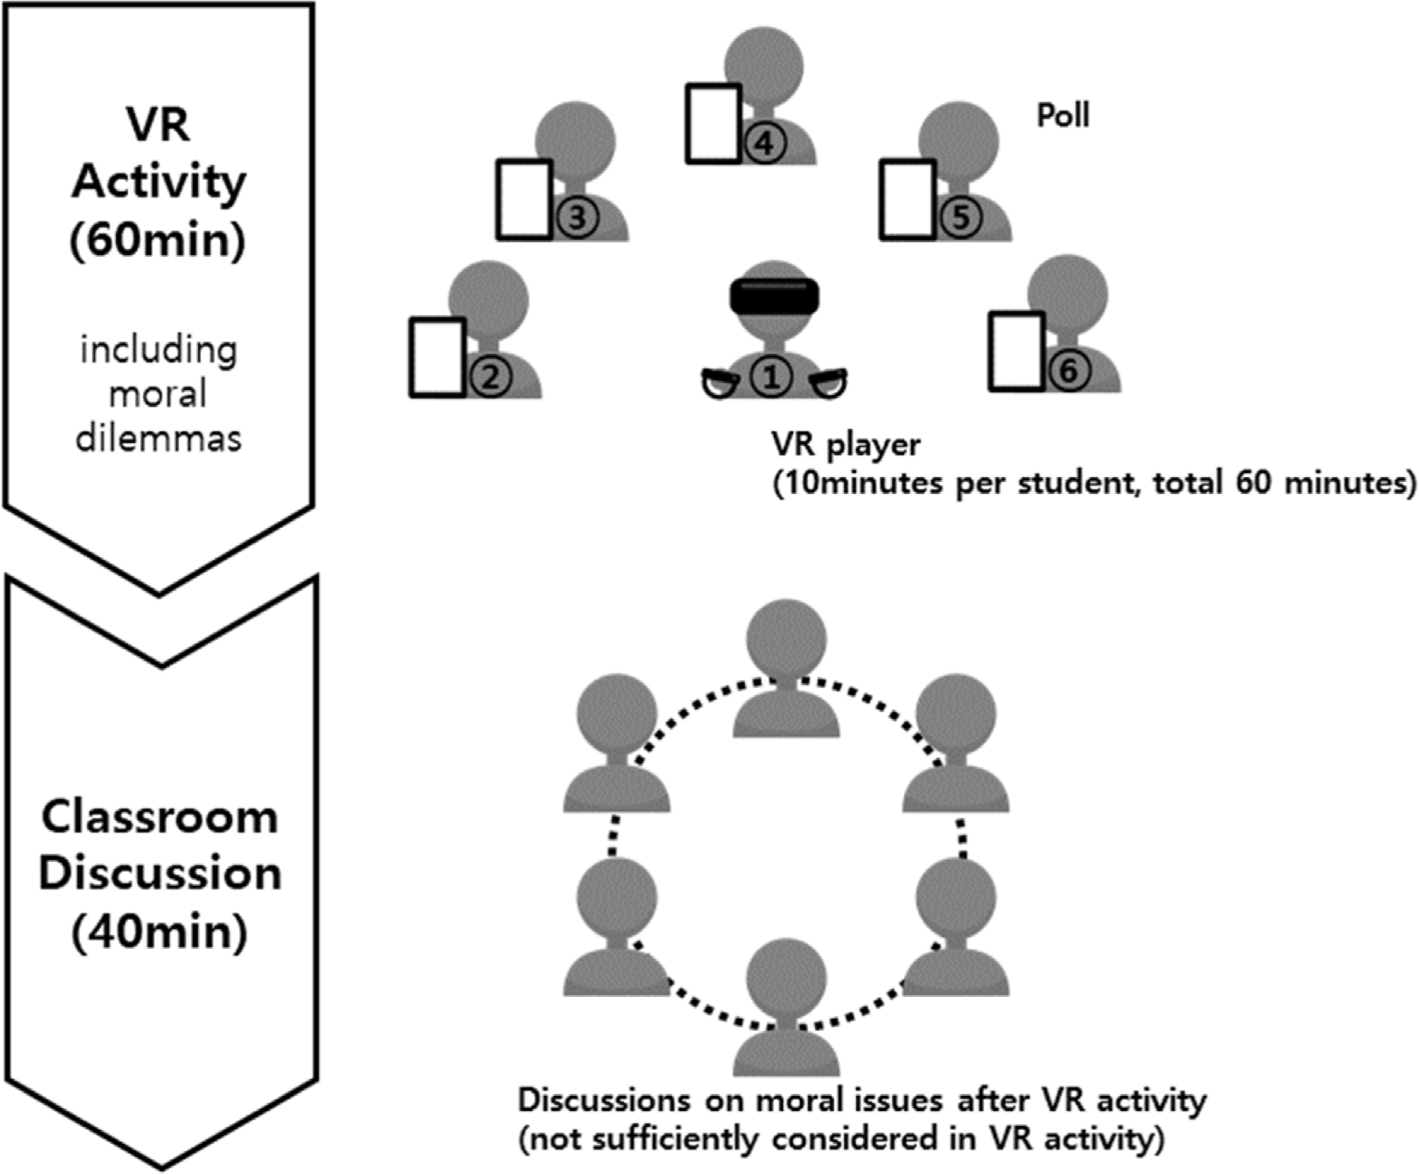 VR
Activity
(60min)
including
moral
dilemmas
④
Poll
③
⑤
②
①
⑥
VR player
(10minutes per student, total 60 minutes)
Classroom
Discussion
(40min)
Discussions on moral issues after VR activity
(not sufficiently considered in VR activity)